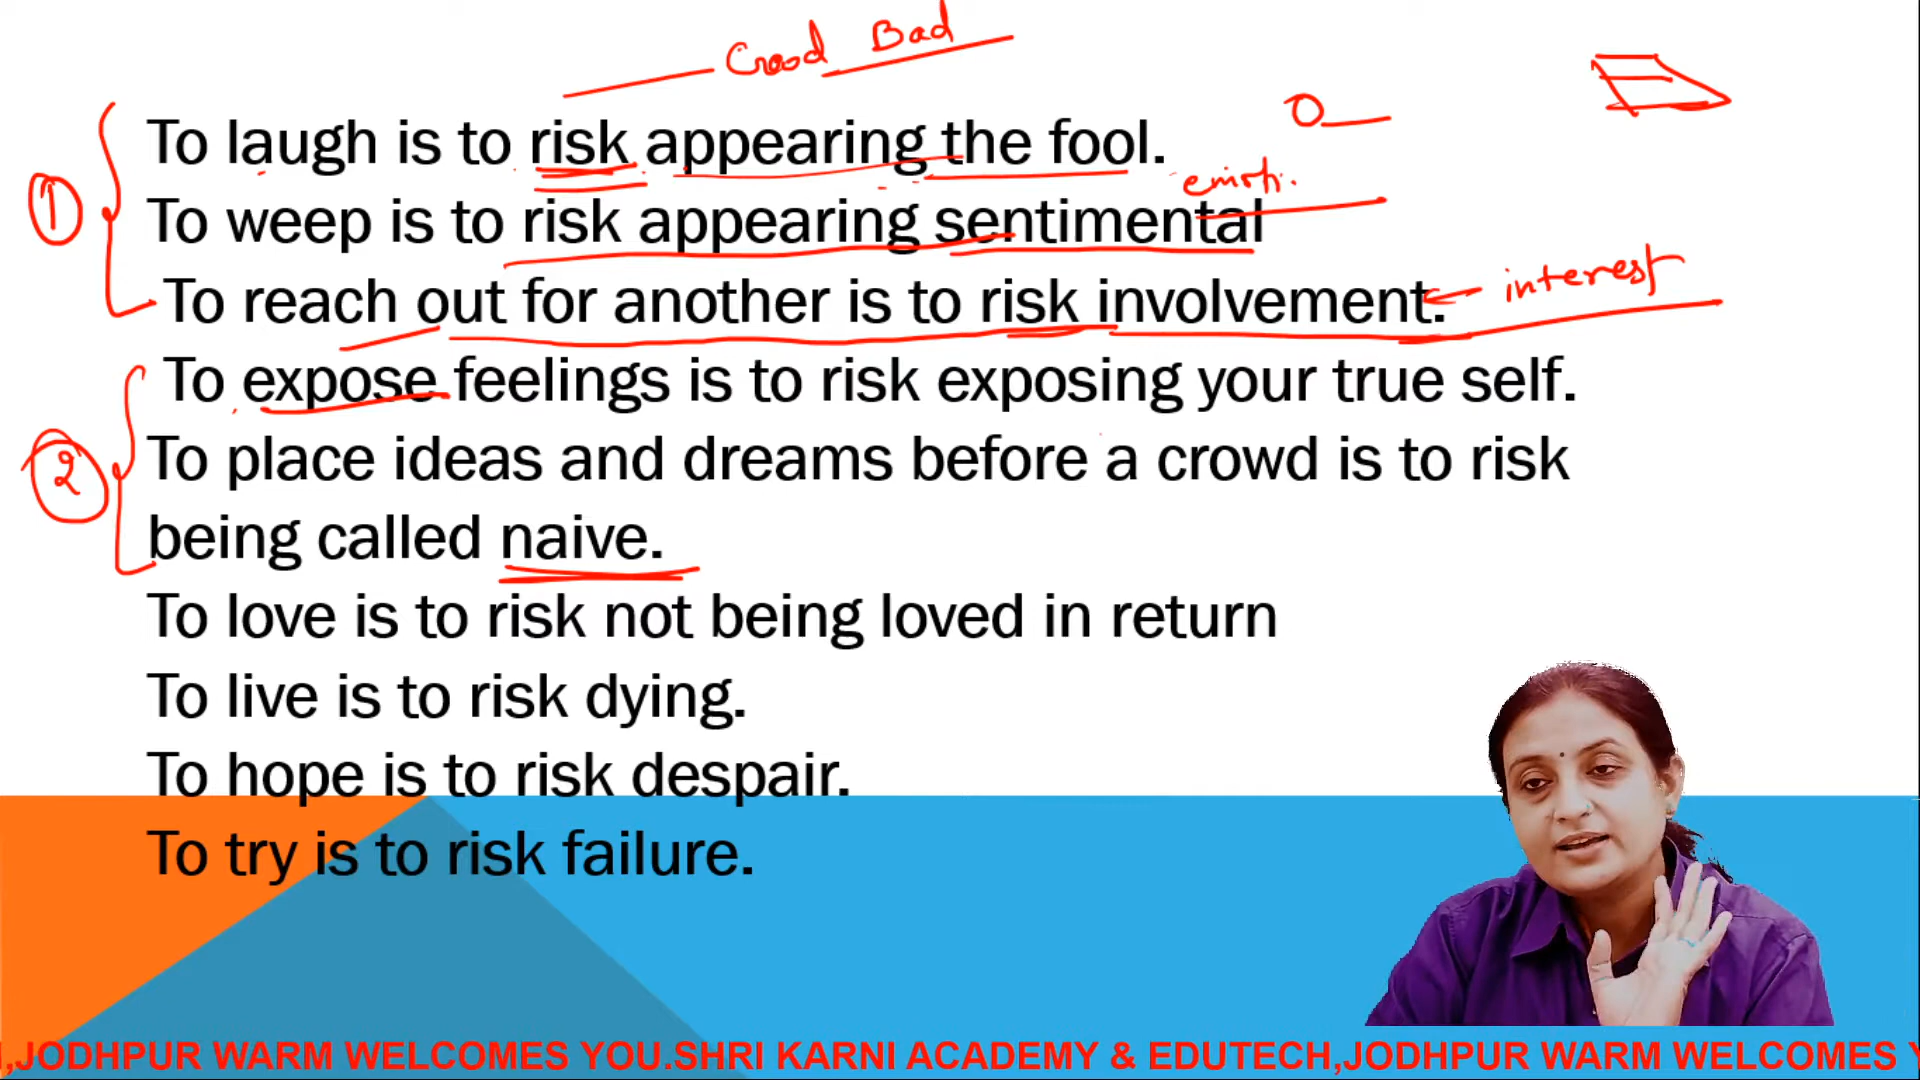 Good Bad
To laugh is to risk appearing the fool.
emoti.
To weep is to risk appearing sentimental
To reach out for another is to risk involvement. interest
To expose feelings is to risk exposing your true self.
To place ideas and dreams before a crowd is to risk
being called naive.
To love is to risk not being loved in return
To live is to risk dying.
To hope is to risk despair.
To try is to risk failure.
1
2
,JODHPUR WARM WELCOMES YOU.SHRI KARNI ACADEMY & EDUTECH,JODHPUR WARM WELCOMES